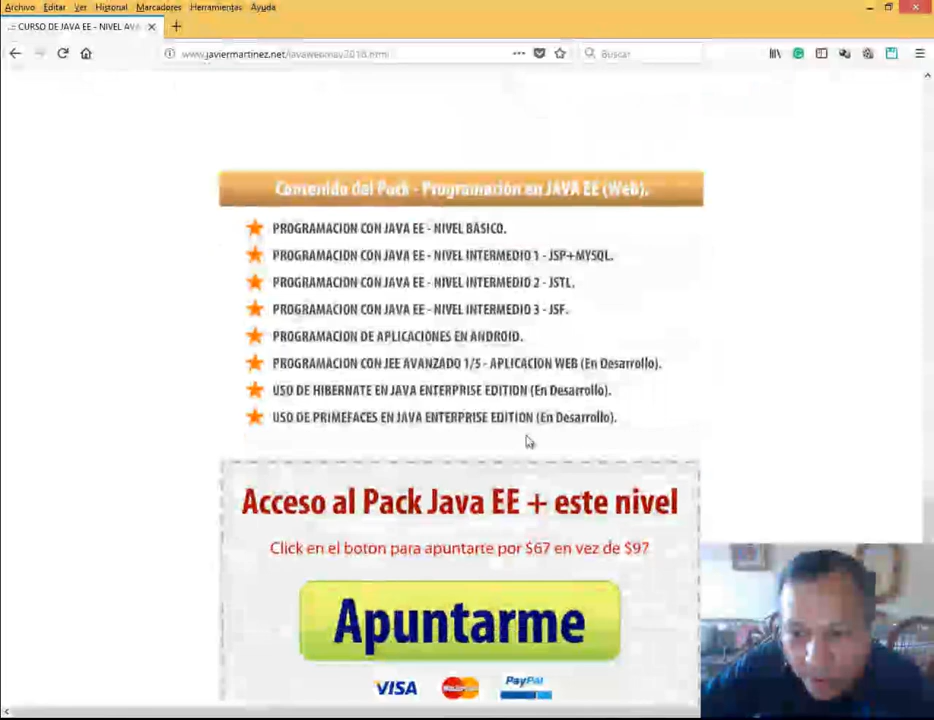 Archivo Editar Ver Historial Marcadores Herramientas Ayuda
.:: CURSO DE JAVA EE - NIVEL AVA
www.javiermartinez.net/
Buscar
Contenido del Pack - Programación en JAVA EE (Web).
PROGRAMACION CON JAVA EE - NIVEL BÁSICO.
PROGRAMACION CON JAVA EE - NIVEL INTERMEDIO 1 - JSP+MYSQL.
PROGRAMACION CON JAVA EE - NIVEL INTERMEDIO 2 - JSTL.
PROGRAMACION CON JAVA EE - NIVEL INTERMEDIO 3 - JSF.
PROGRAMACION DE APLICACIONES EN ANDROID.
PROGRAMACION CON JEE AVANZADO 1/5 - APLICACION WEB (En Desarrollo).
USO DE HIBERNATE EN JAVA ENTERPRISE EDITION (En Desarrollo).
USO DE PRIMEFACES EN JAVA ENTERPRISE EDITION (En Desarrollo).
Acceso al Pack Java EE + este nivel
Click en el boton para apuntarte por $67 en vez de $97
Apuntarme
VISA MasterCard PayPal